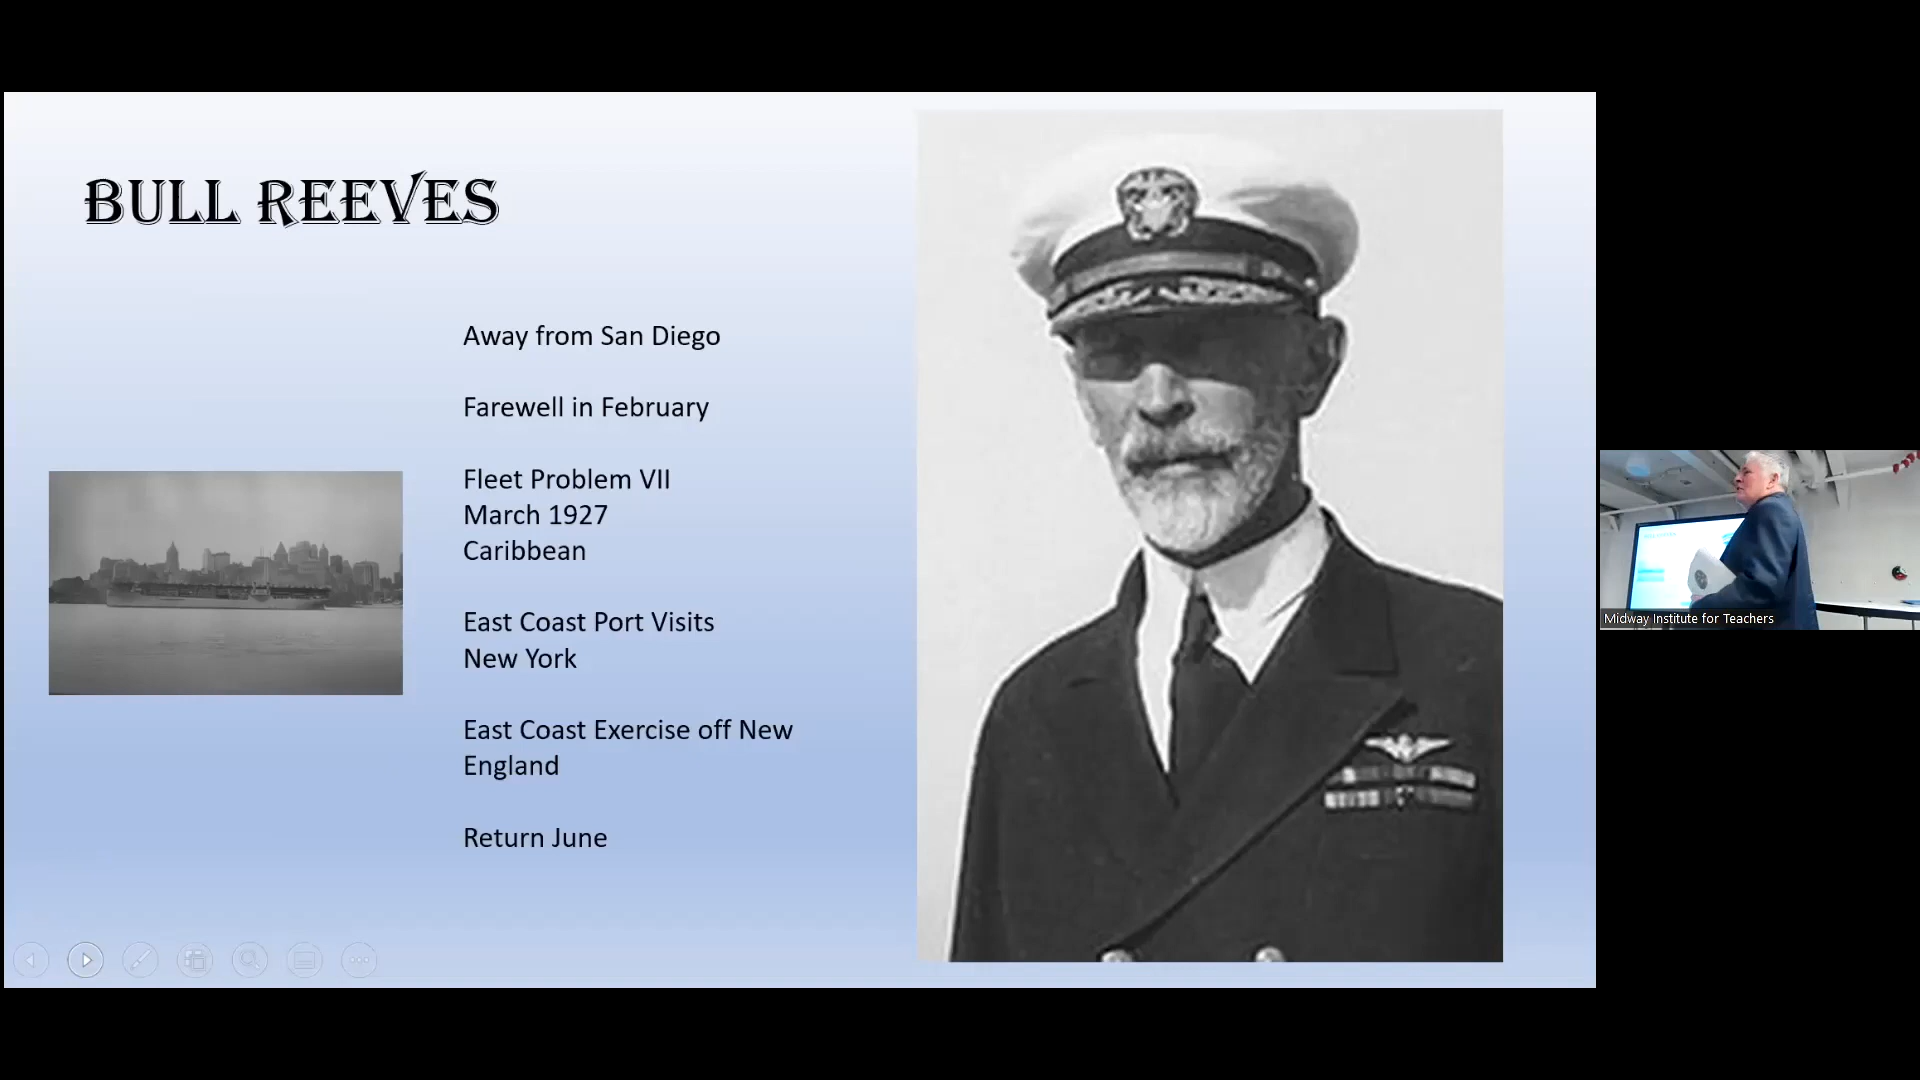 BULL REEVES
Away from San Diego
Farewell in February
Fleet Problem VII
March 1927
Caribbean
East Coast Port Visits
New York
East Coast Exercise off New
England
Return June
Midway Institute for Teachers